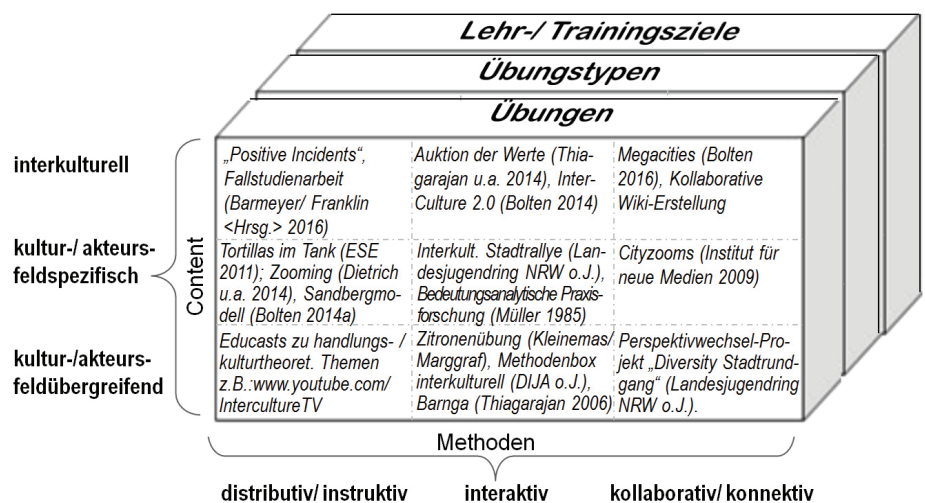 Lehr-/ Trainingsziele
Übungstypen
Übungen
interkulturell
kultur-/ akteurs-
feldspezifisch
kultur-/akteurs-
feldübergreifend
Content
„Positive Incidents“,
Fallstudienarbeit
(Barmeyer/ Franklin
<Hrsg.> 2016)
Auktion der Werte (Thia-
garajan u.a. 2014), Inter-
Culture 2.0 (Bolten 2014)
Megacities (Bolten
2016), Kollaborative
Wiki-Erstellung
Tortillas im Tank (ESE
2011); Zooming (Dietrich
u.a. 2014), Sandbergmo-
dell (Bolten 2014a)
Interkult. Stadtrallye (Lan-
desjugendring NRW o.J.),
Bedeutungsanalytische Praxis-
forschung (Müller 1985)
Cityzooms (Institut für
neue Medien 2009)
Educasts zu handlungs- /
kulturtheoret. Themen
z.B.:www.youtube.com/
IntercultureTV
Zitronenübung (Kleinemas/
Marggraf), Methodenbox
interkulturell (DIJA o.J.),
Barnga (Thiagarajan 2006)
Perspektivwechsel-Pro-
jekt „Diversity Stadtrund-
gang“ (Landesjugendring
NRW o.J.).
Methoden
distributiv/ instruktiv
interaktiv
kollaborativ/ konnektiv